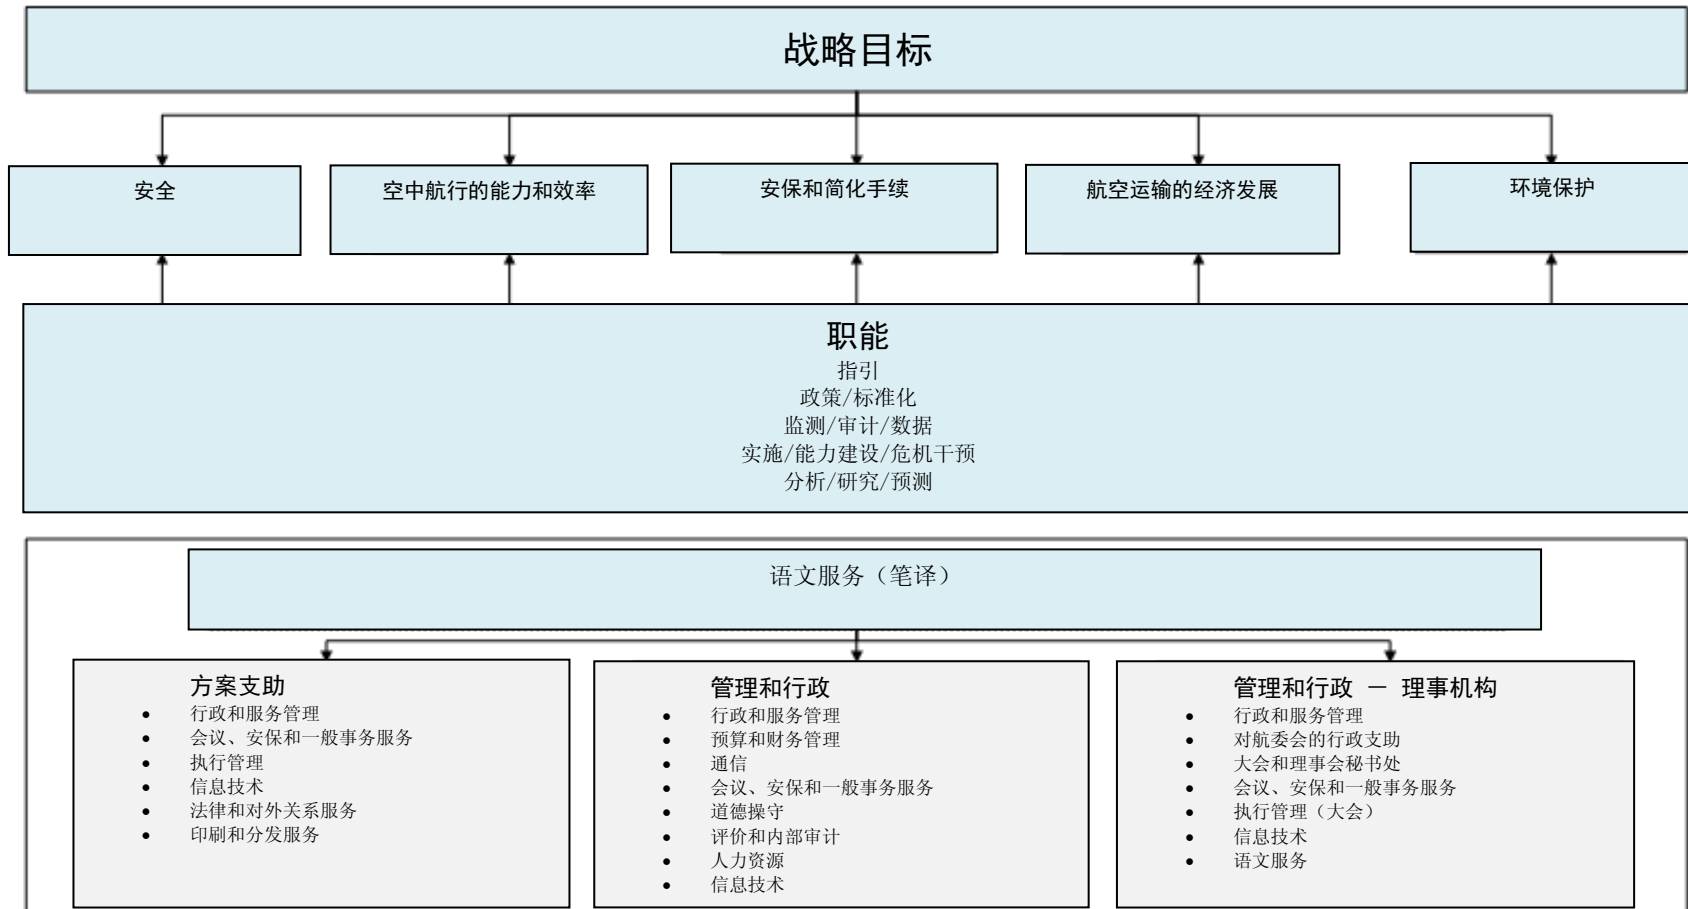 战略目标
安全
空中航行的能力和效率
安保和简化手续
航空运输的经济发展
环境保护
职能
指引
政策/标准化
监测/审计/数据
实施/能力建设/危机干预
分析/研究/预测
语文服务（笔译）
方案支助
• 行政和服务管理
• 会议、安保和一般事务服务
• 执行管理
• 信息技术
• 法律和对外关系服务
• 印刷和分发服务
管理和行政
• 行政和服务管理
• 预算和财务管理
• 通信
• 会议、安保和一般事务服务
• 道德操守
• 评价和内部审计
• 人力资源
• 信息技术
管理和行政 － 理事机构
• 行政和服务管理
• 对航委会的行政支助
• 大会和理事会秘书处
• 会议、安保和一般事务服务
• 执行管理（大会）
• 信息技术
• 语文服务